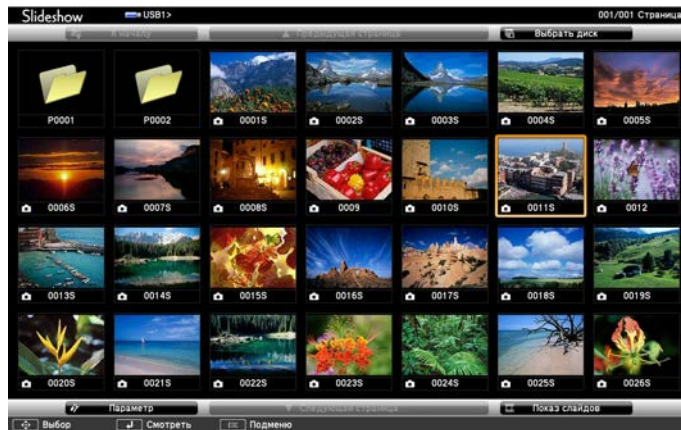 Slideshow USB1> 001/001 Страница
К началу Предыдущая страница Выбрать диск
P0001 P0002 0001S 0002S 0003S 0004S 0005S
0006S 0007S 0008S 0009 0010S 0011S 0012
0013S 0014S 0015S 0016S 0017S 0018S 0019S
0020S 0021S 0022S 0023S 0024S 0025S 0026S
Параметр Следующая страница Показ слайдов
Выбор Смотреть Esc Подменю